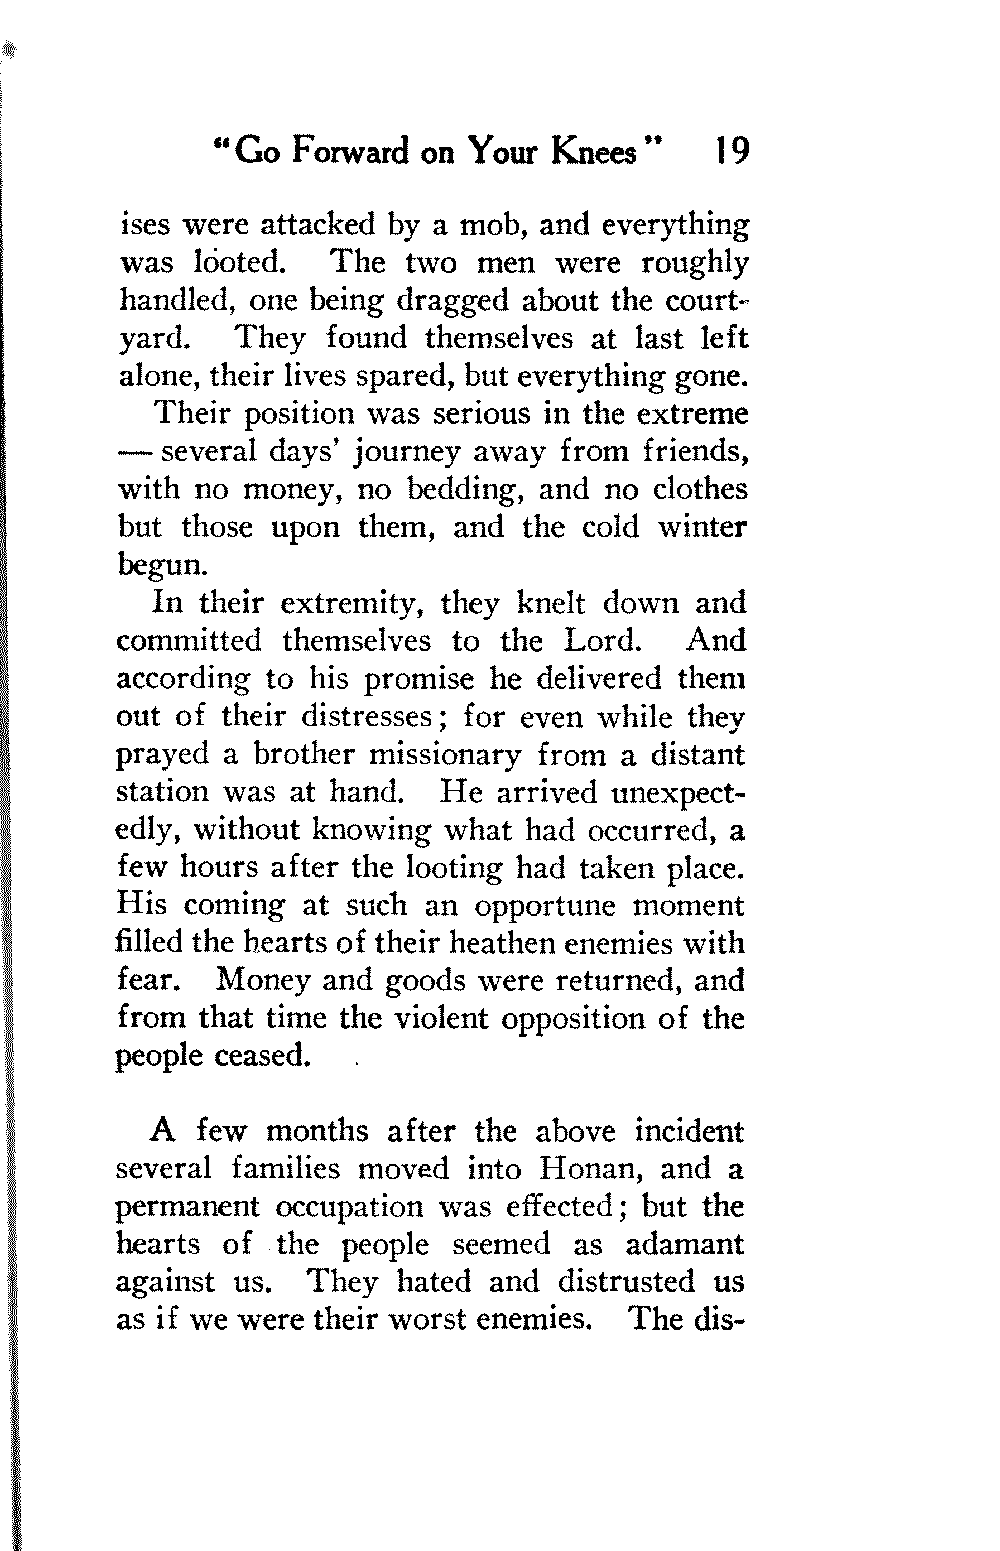 "Go Forward on Your Knees" 19
ises were attacked by a mob, and everything
was looted. The two men were roughly
handled, one being dragged about the court-
yard. They found themselves at last left
alone, their lives spared, but everything gone.
Their position was serious in the extreme
— several days' journey away from friends,
with no money, no bedding, and no clothes
but those upon them, and the cold winter
begun.
In their extremity, they knelt down and
committed themselves to the Lord. And
according to his promise he delivered them
out of their distresses; for even while they
prayed a brother missionary from a distant
station was at hand. He arrived unexpect-
edly, without knowing what had occurred, a
few hours after the looting had taken place.
His coming at such an opportune moment
filled the hearts of their heathen enemies with
fear. Money and goods were returned, and
from that time the violent opposition of the
people ceased.
A few months after the above incident
several families moved into Honan, and a
permanent occupation was effected; but the
hearts of the people seemed as adamant
against us. They hated and distrusted us
as if we were their worst enemies. The dis-